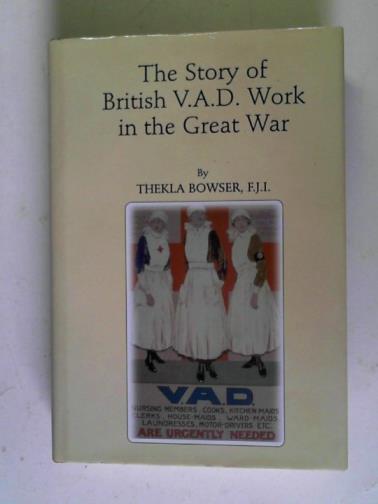 The Story of
British V.A.D. Work
in the Great War
By
THEKLA BOWSER, F.J.I.
V.A.D.
NURSING MEMBERS, COOKS, KITCHEN-MAIDS
CLERKS, HOUSE-MAIDS, WARD-MAIDS
LAUNDRESSES, MOTOR-DRIVERS, ETC.
ARE URGENTLY NEEDED